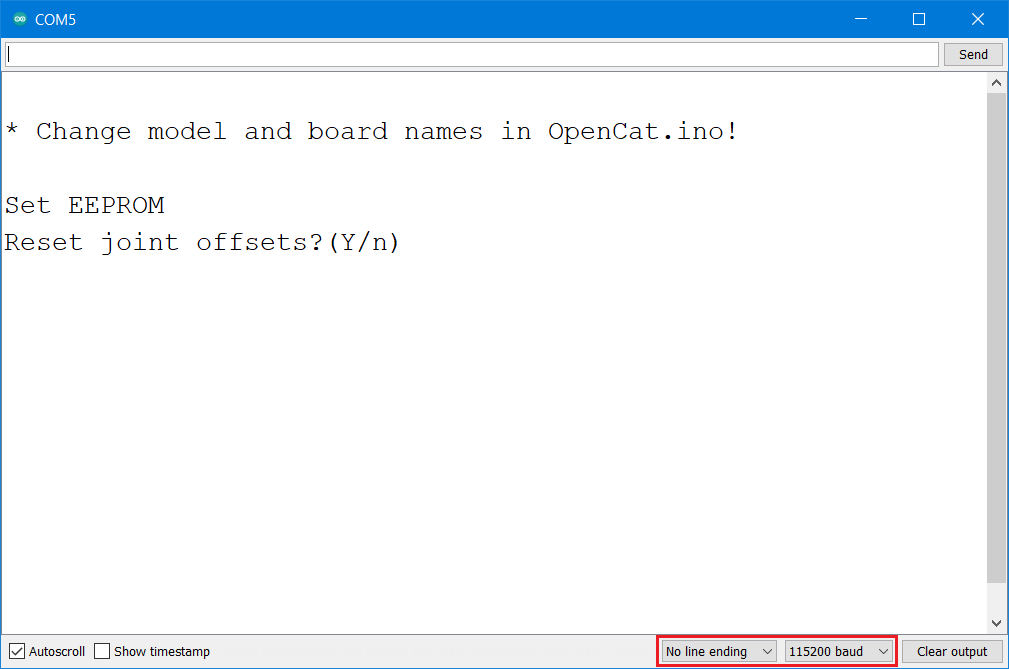 COM5
Send
* Change model and board names in OpenCat.ino!
Set EEPROM
Reset joint offsets?(Y/n)
Autoscroll Show timestamp No line ending 115200 baud Clear output